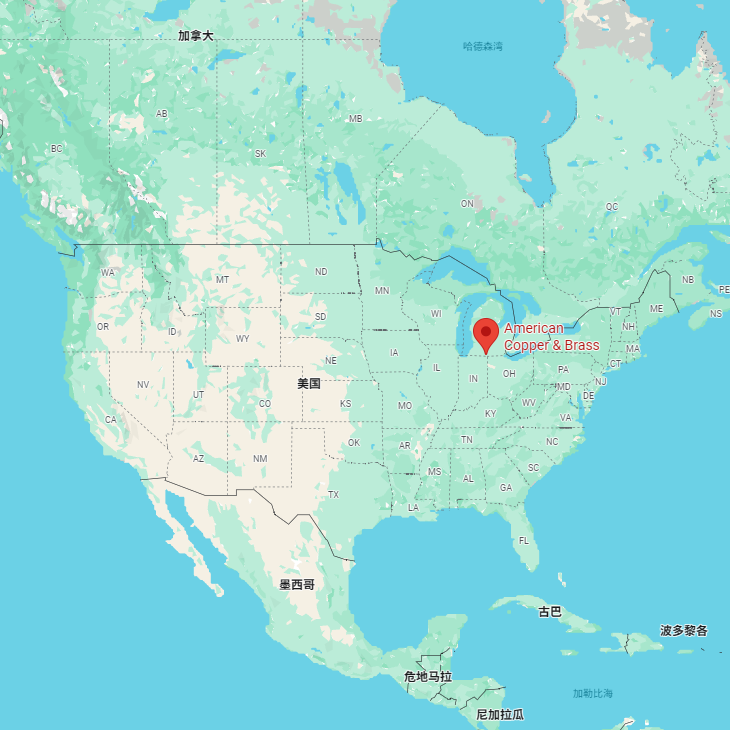 加拿大
哈德森湾
AB
MB
BC
SK
ON
QC
WA
MT
ND
MN
NB
PE
ME
NS
OR
ID
SD
WI
VT
NH
American
Copper & Brass
WY
MA
IA
NE
IL
IN
OH
PA
CT
NJ
美国
NV
UT
CO
KS
MO
KY
WV
MD
DE
VA
CA
OK
AR
TN
NC
AZ
NM
MS
AL
SC
GA
TX
LA
FL
墨西哥
古巴
波多黎各
危地马拉
加勒比海
尼加拉瓜